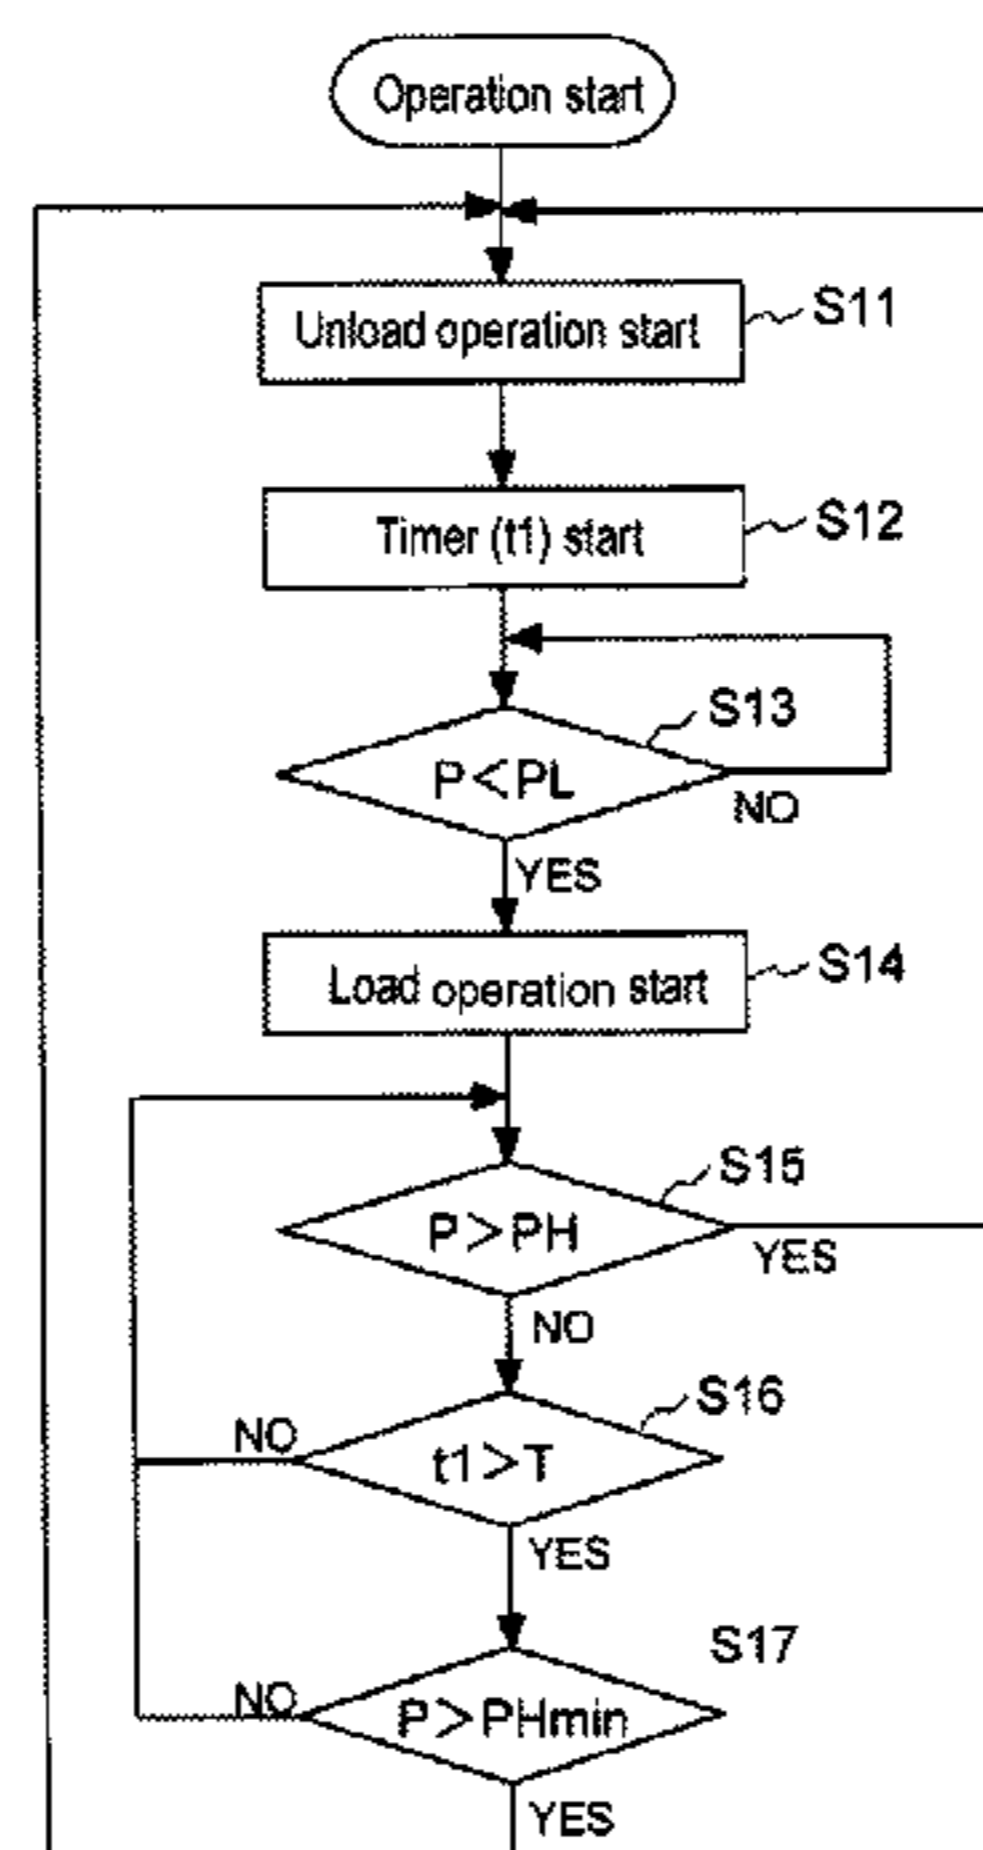 Operation start
Unload operation start
S11
Timer (t1) start
S12
S13
P<PL
NO
YES
Load operation start
S14
S15
P>PH
YES
NO
S16
NO
t1>T
YES
S17
NO
P>PHmin
YES